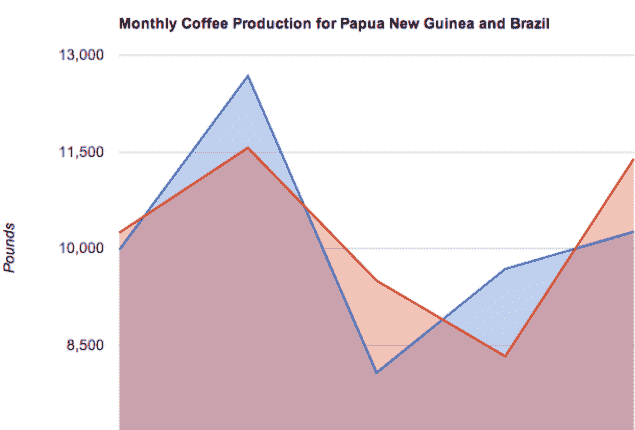 Monthly Coffee Production for Papua New Guinea and Brazil
13,000
11,500
10,000
8,500
Pounds